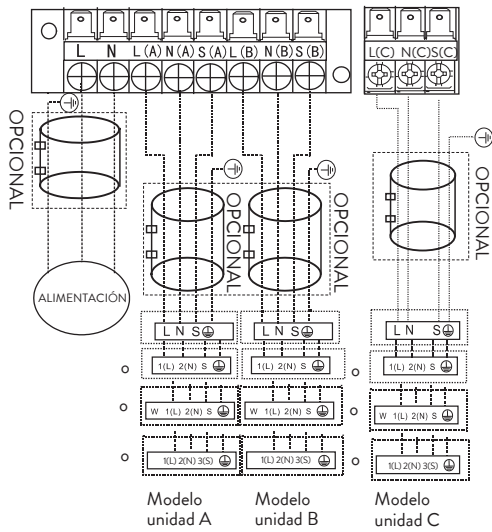 L N L (A) N(A) S(A) L (B) N(B) S (B)
L(C) N(C) S(C)
OPCIONAL
OPCIONAL
OPCIONAL
OPCIONAL
ALIMENTACIÓN
L N S
L N S
L N S
1(L) 2(N) S
1(L) 2(N) S
1(L) 2(N) S
W 1(L) 2(N) S
W 1(L) 2(N) S
W 1(L) 2(N) S
1(L) 2(N) 3(S)
1(L) 2(N) 3(S)
1(L) 2(N) 3(S)
Modelo
unidad A
Modelo
unidad B
Modelo
unidad C